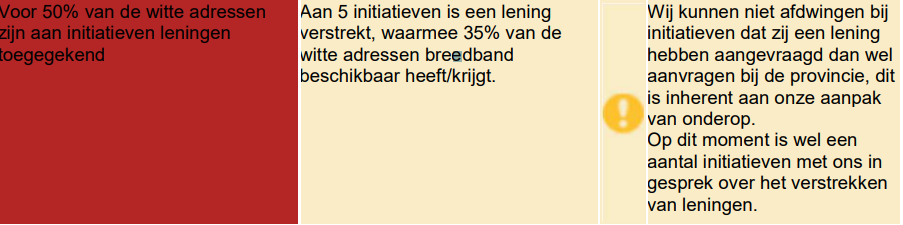 Voor 50% van de witte adressen
zijn aan initiatieven leningen
toegegekend
Aan 5 initiatieven is een lening
verstrekt, waarmee 35% van de
witte adressen breedband
beschikbaar heeft/krijgt.
Wij kunnen niet afdwingen bij
initiatieven dat zij een lening
hebben aangevraagd dan wel
aanvragen bij de provincie, dit
is inherent aan onze aanpak
van onderop.
Op dit moment is wel een
aantal initiatieven met ons in
gesprek over het verstrekken
van leningen.